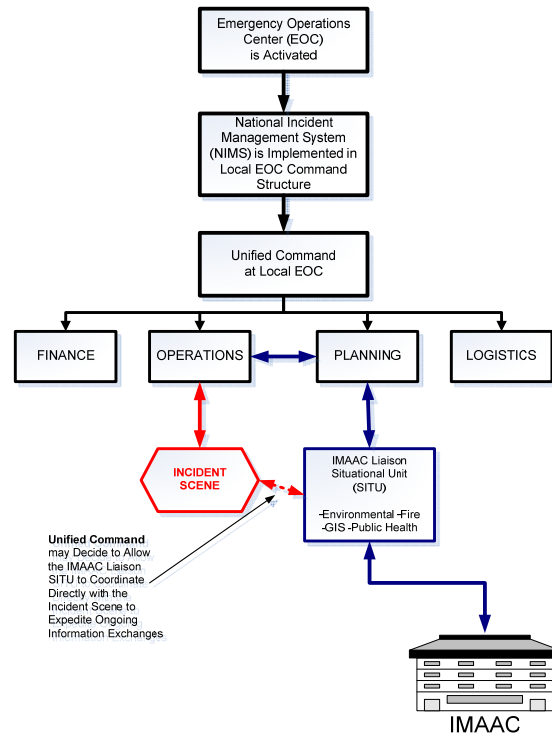 Emergency Operations
Center (EOC)
is Activated
National Incident
Management System
(NIMS) is Implemented in
Local EOC Command
Structure
Unified Command
at Local EOC
FINANCE
OPERATIONS
PLANNING
LOGISTICS
INCIDENT
SCENE
IMAAC Liaison
Situational Unit
(SITU)
-Environmental -Fire
-GIS -Public Health
Unified Command
may Decide to Allow
the IMAAC Liaison
SITU to Coordinate
Directly with the
Incident Scene to
Expedite Ongoing
Information Exchanges
IMAAC